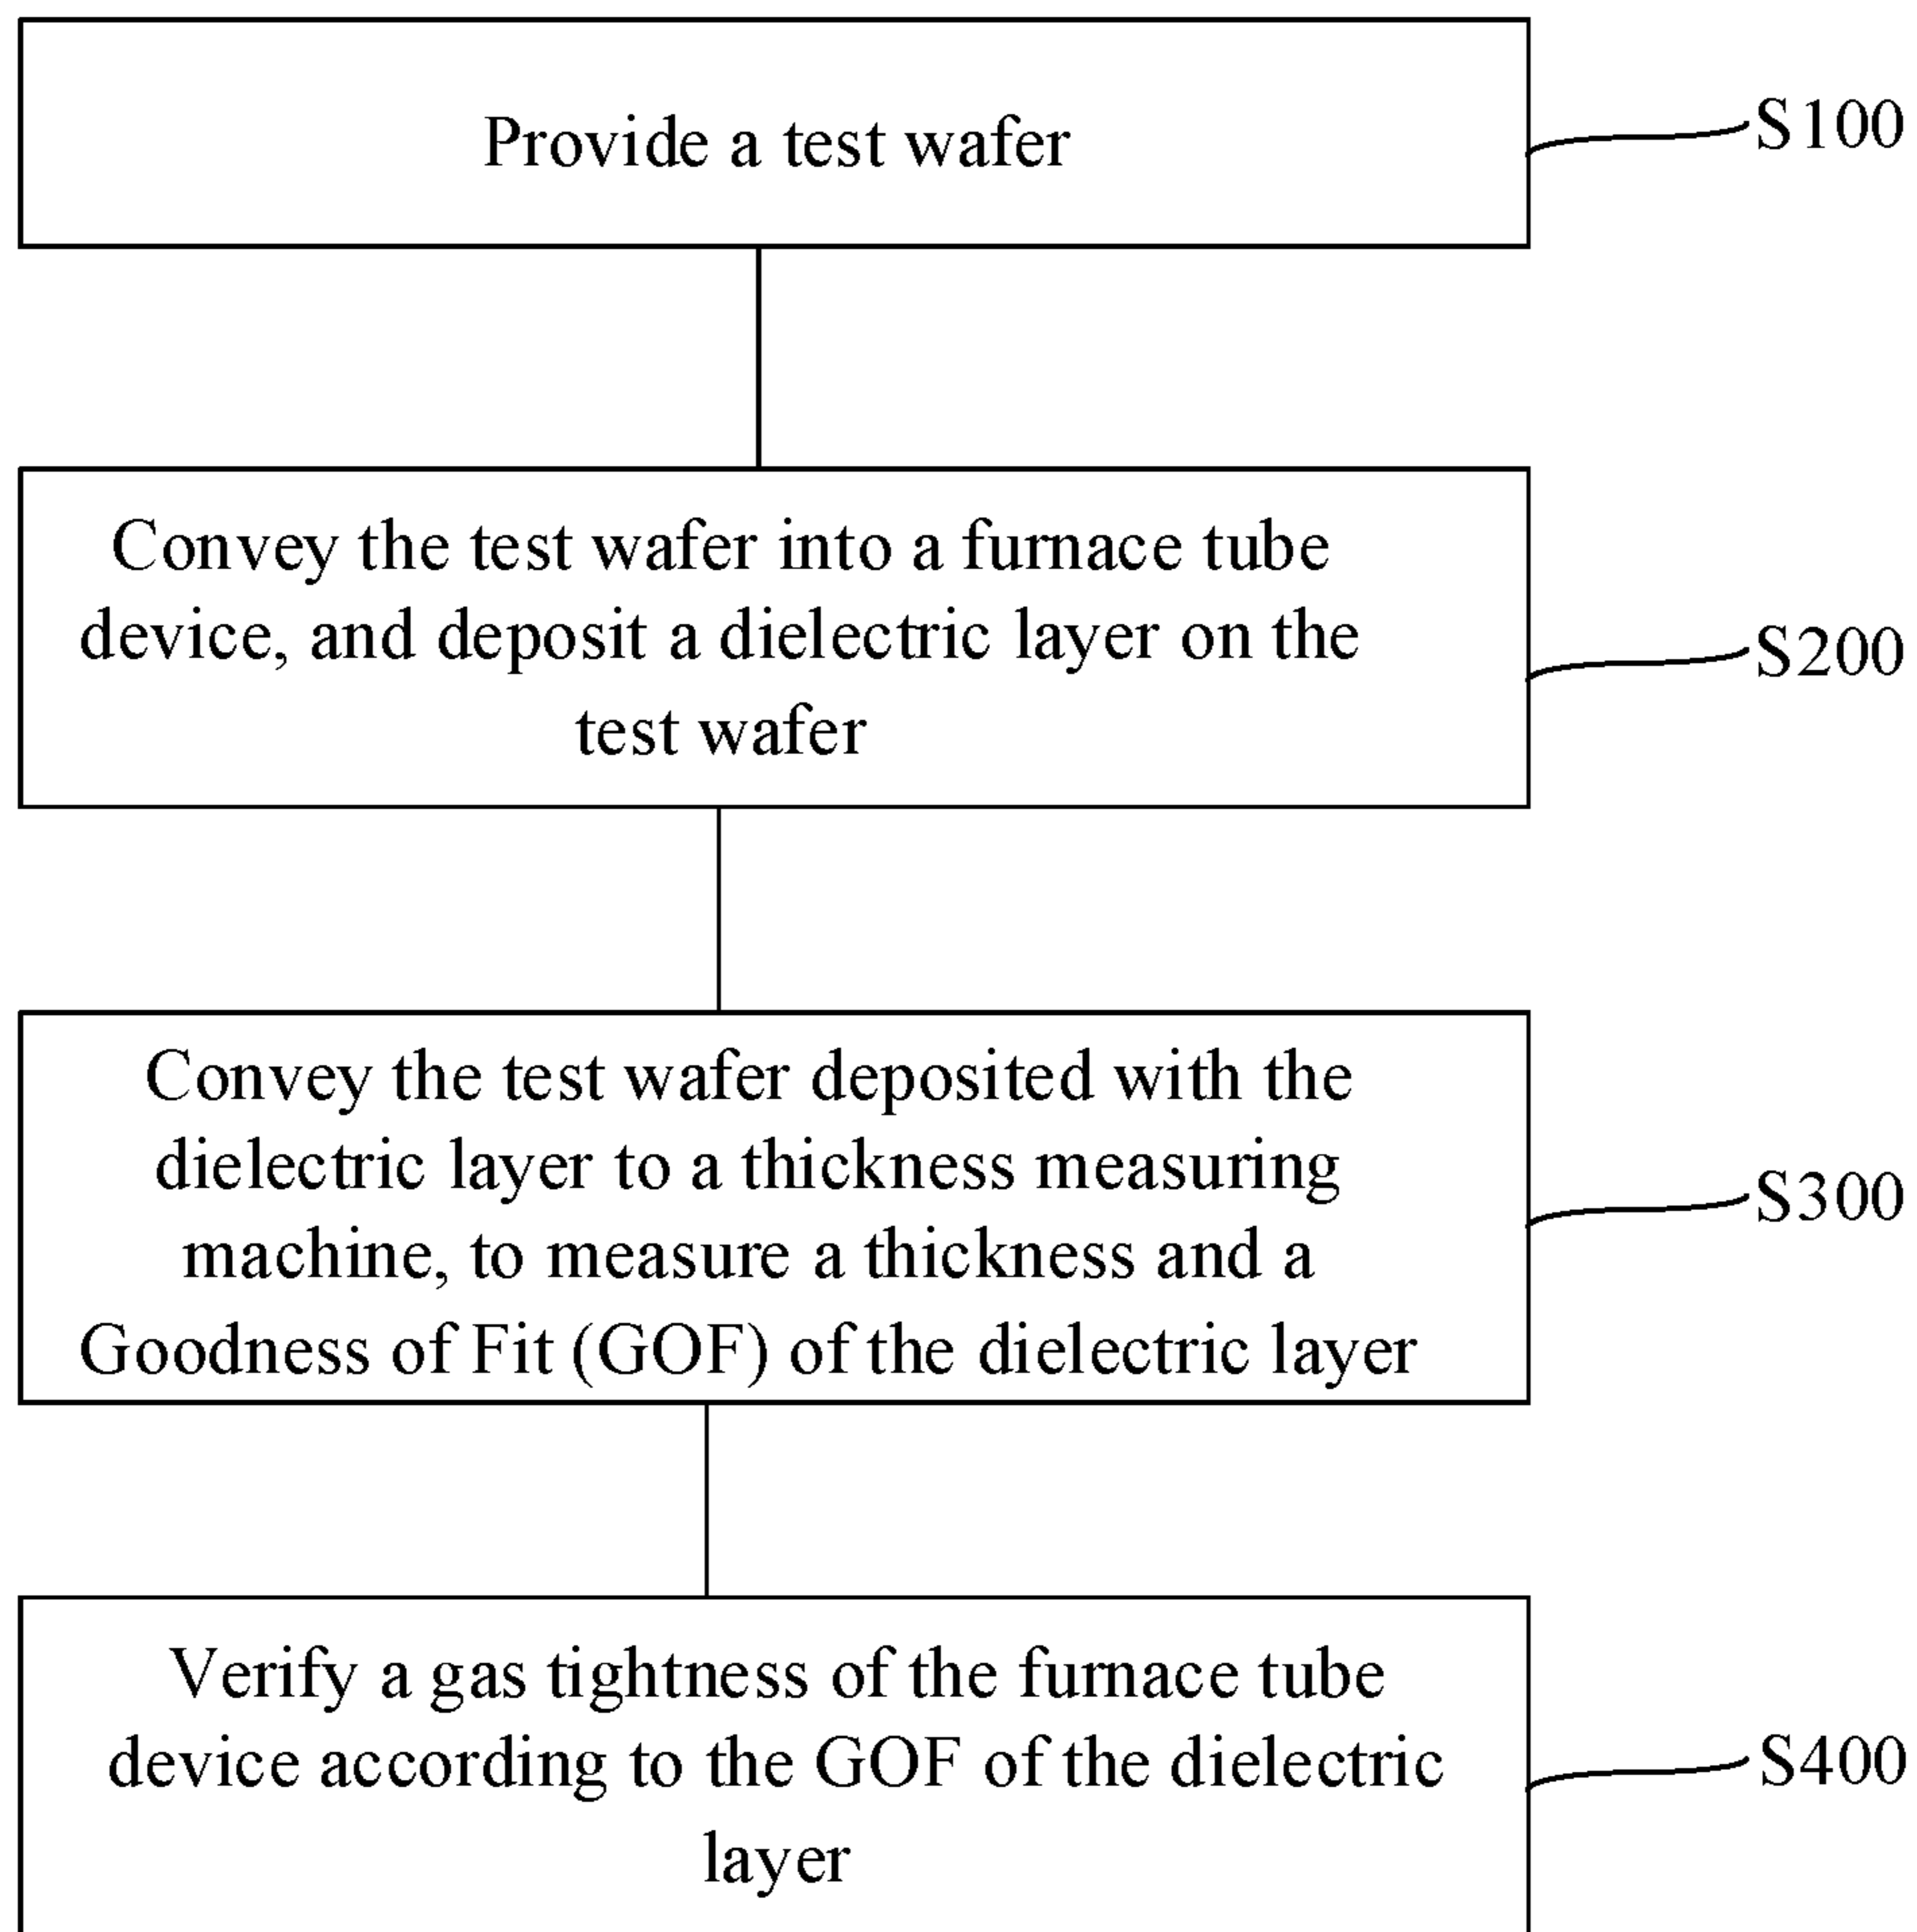 Provide a test wafer
S100
Convey the test wafer into a furnace tube
device, and deposit a dielectric layer on the
test wafer
S200
Convey the test wafer deposited with the
dielectric layer to a thickness measuring
machine, to measure a thickness and a
Goodness of Fit (GOF) of the dielectric layer
S300
Verify a gas tightness of the furnace tube
device according to the GOF of the dielectric
layer
S400